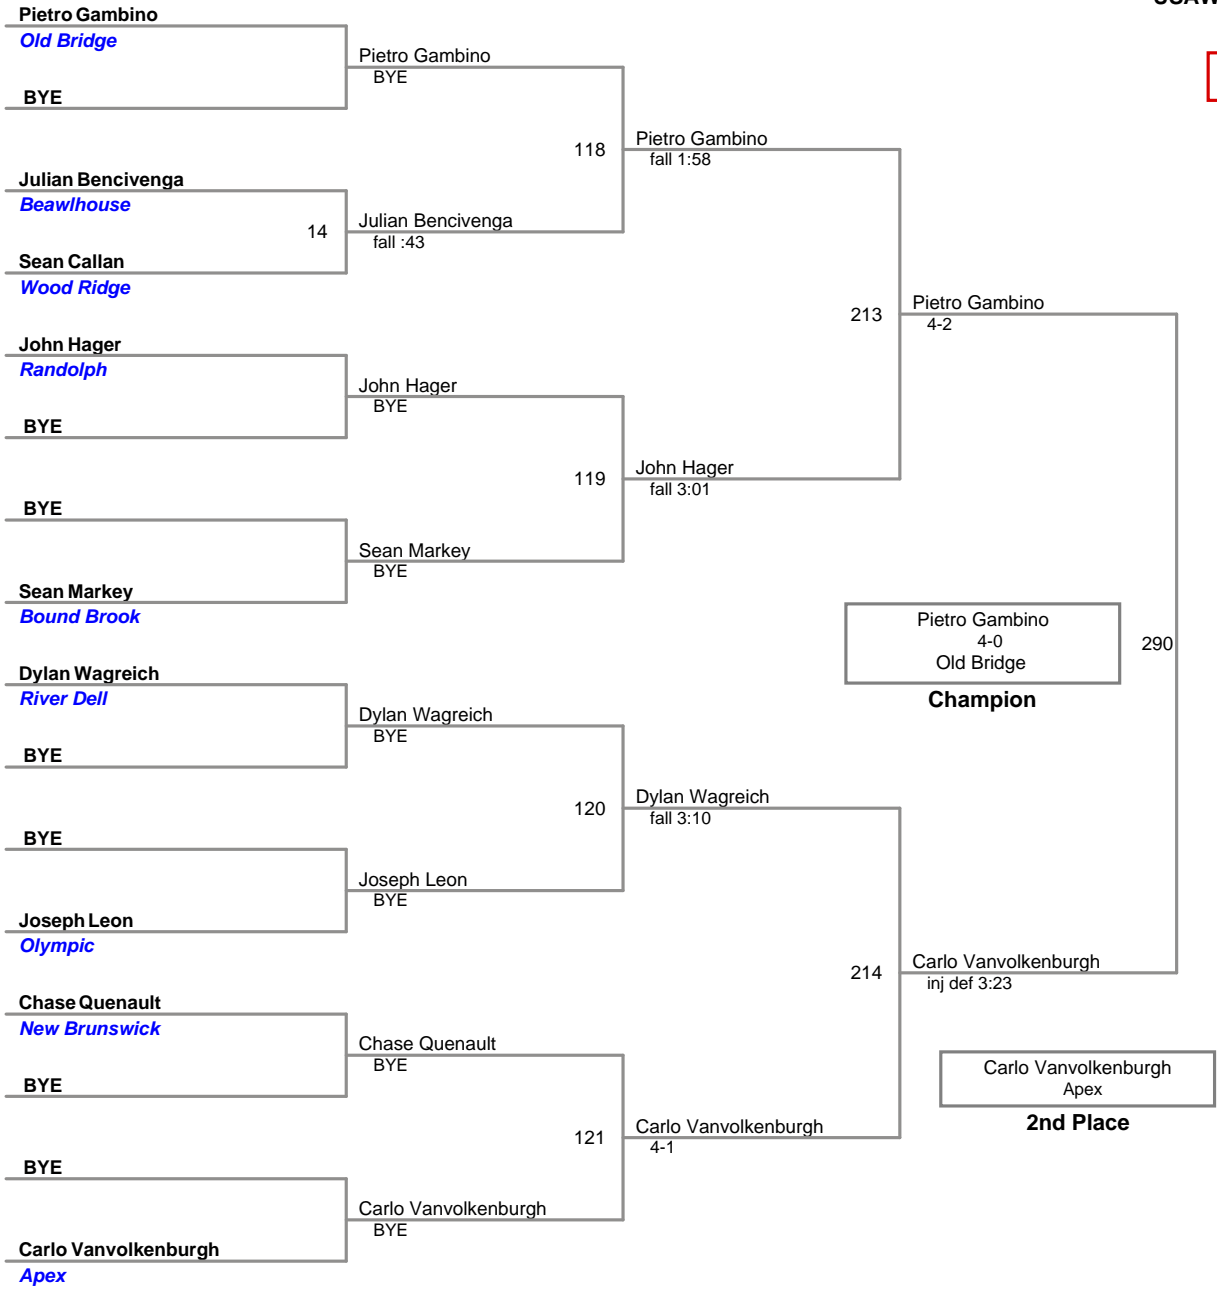 Pietro Gambino
Old Bridge
BYE
Julian Bencivenga
Beawlhouse
Sean Callan
Wood Ridge
John Hager
Randolph
BYE
BYE
Sean Markey
Bound Brook
Dylan Wagreich
River Dell
BYE
BYE
Joseph Leon
Olympic
Chase Quenault
New Brunswick
BYE
BYE
Carlo Vanvolkenburgh
Apex
Pietro Gambino
BYE
14
Julian Bencivenga
fall :43
John Hager
BYE
Sean Markey
BYE
Dylan Wagreich
BYE
Joseph Leon
BYE
Chase Quenault
BYE
Carlo Vanvolkenburgh
BYE
118
Pietro Gambino
fall 1:58
119
John Hager
fall 3:01
120
Dylan Wagreich
fall 3:10
121
Carlo Vanvolkenburgh
4-1
213
Pietro Gambino
4-2
214
Carlo Vanvolkenburgh
inj def 3:23
290
Pietro Gambino
4-0
Old Bridge
Champion
Carlo Vanvolkenburgh
Apex
2nd Place